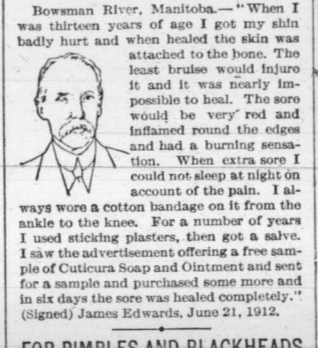 Bowsman River, Manitoba.—"When I
was thirteen years of age I got my shin
badly hurt and when healed the skin was
attached to the bone. The
least bruise would injure
it and it was nearly im-
possible to heal. The sore
would be very red and
inflamed round the edges
and had a burning sensa-
tion. When extra sore I
could not sleep at night on
account of the pain. I al-
ways wore a cotton bandage on it from the
ankle to the knee. For a number of years
I used sticking plasters, then got a salve.
I saw the advertisement offering a free sam-
ple of Cuticura Soap and Ointment and sent
for a sample and purchased some more and
in six days the sore was healed completely."
(Signed) James Edwards, June 21, 1912.
FOR PIMPLES AND BLACKHEADS